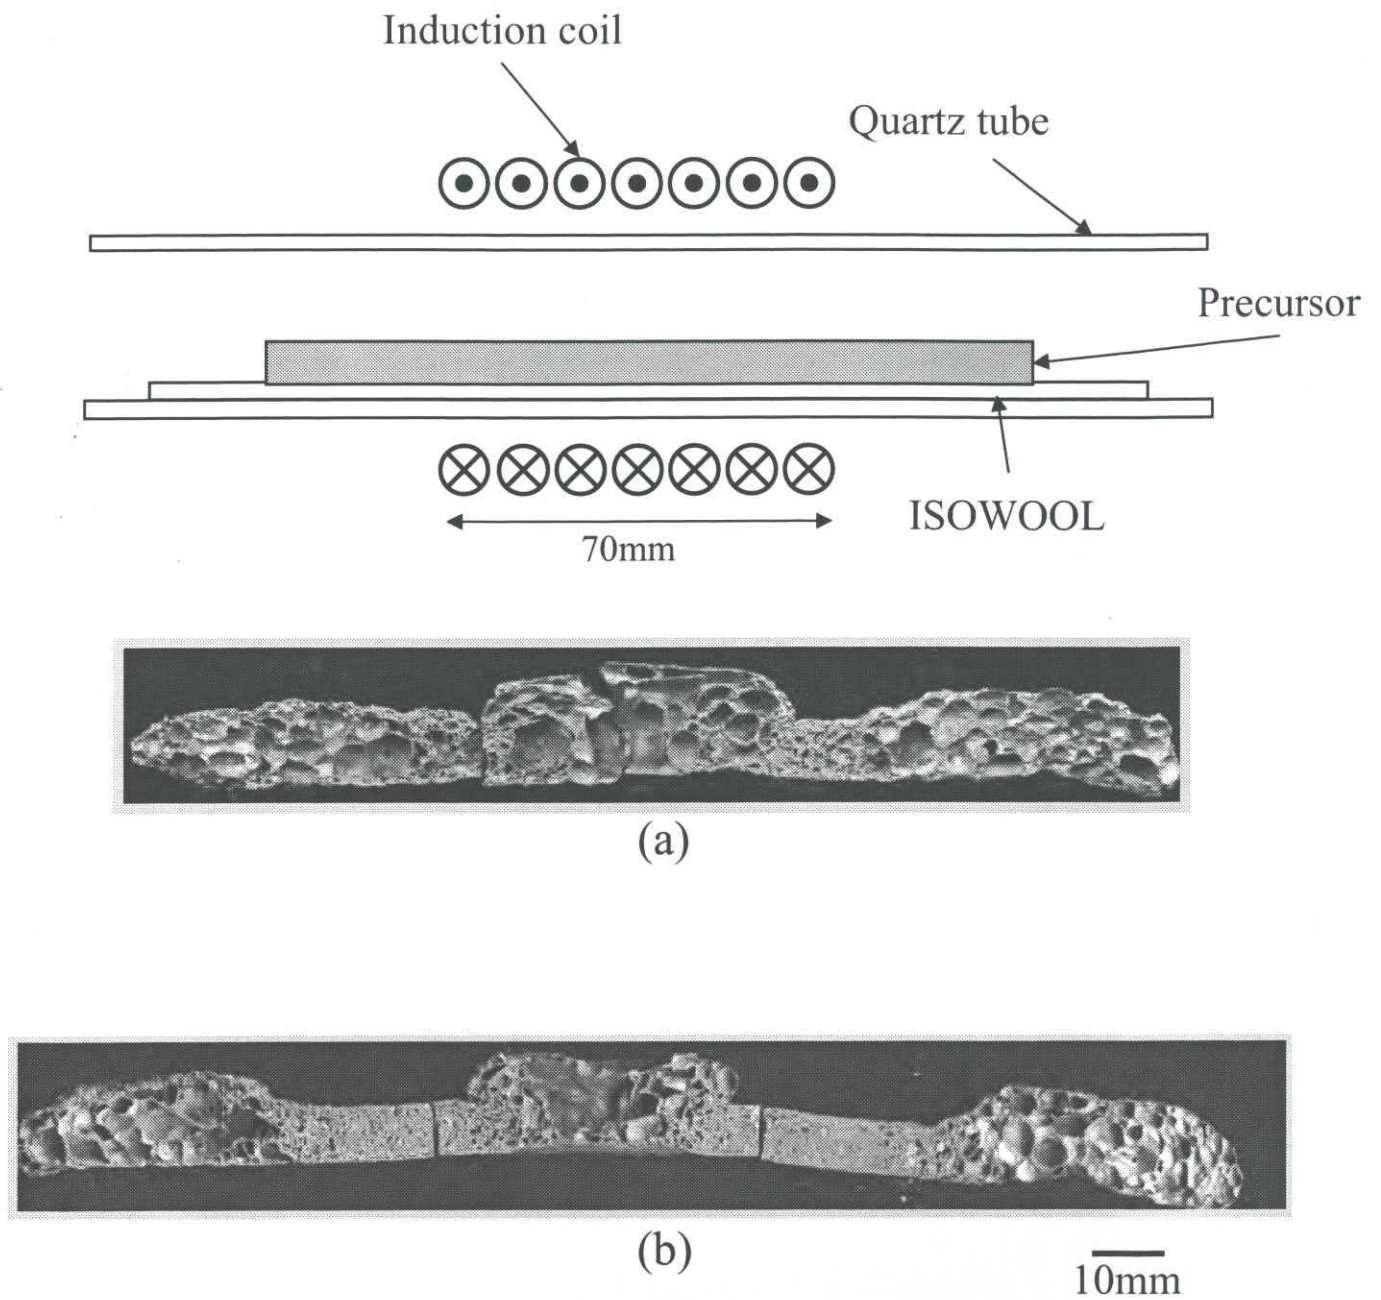 Induction coil
Quartz tube
Precursor
ISOWOOL
70mm
(a)
(b)
10mm